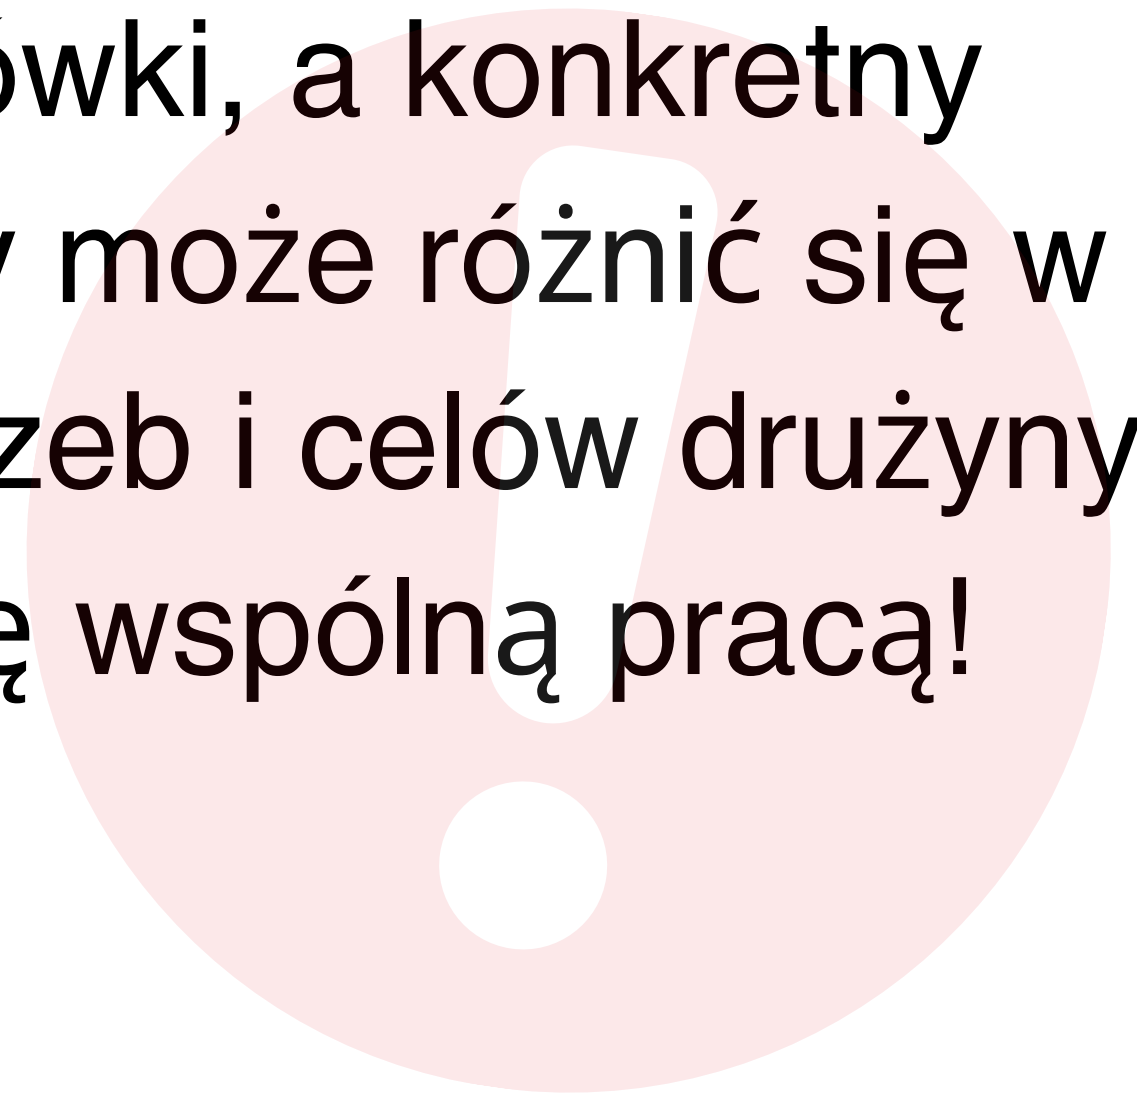 ówki, a konkretny
y może różnić się w
zeb i celów drużyny
ę wspólną pracą!